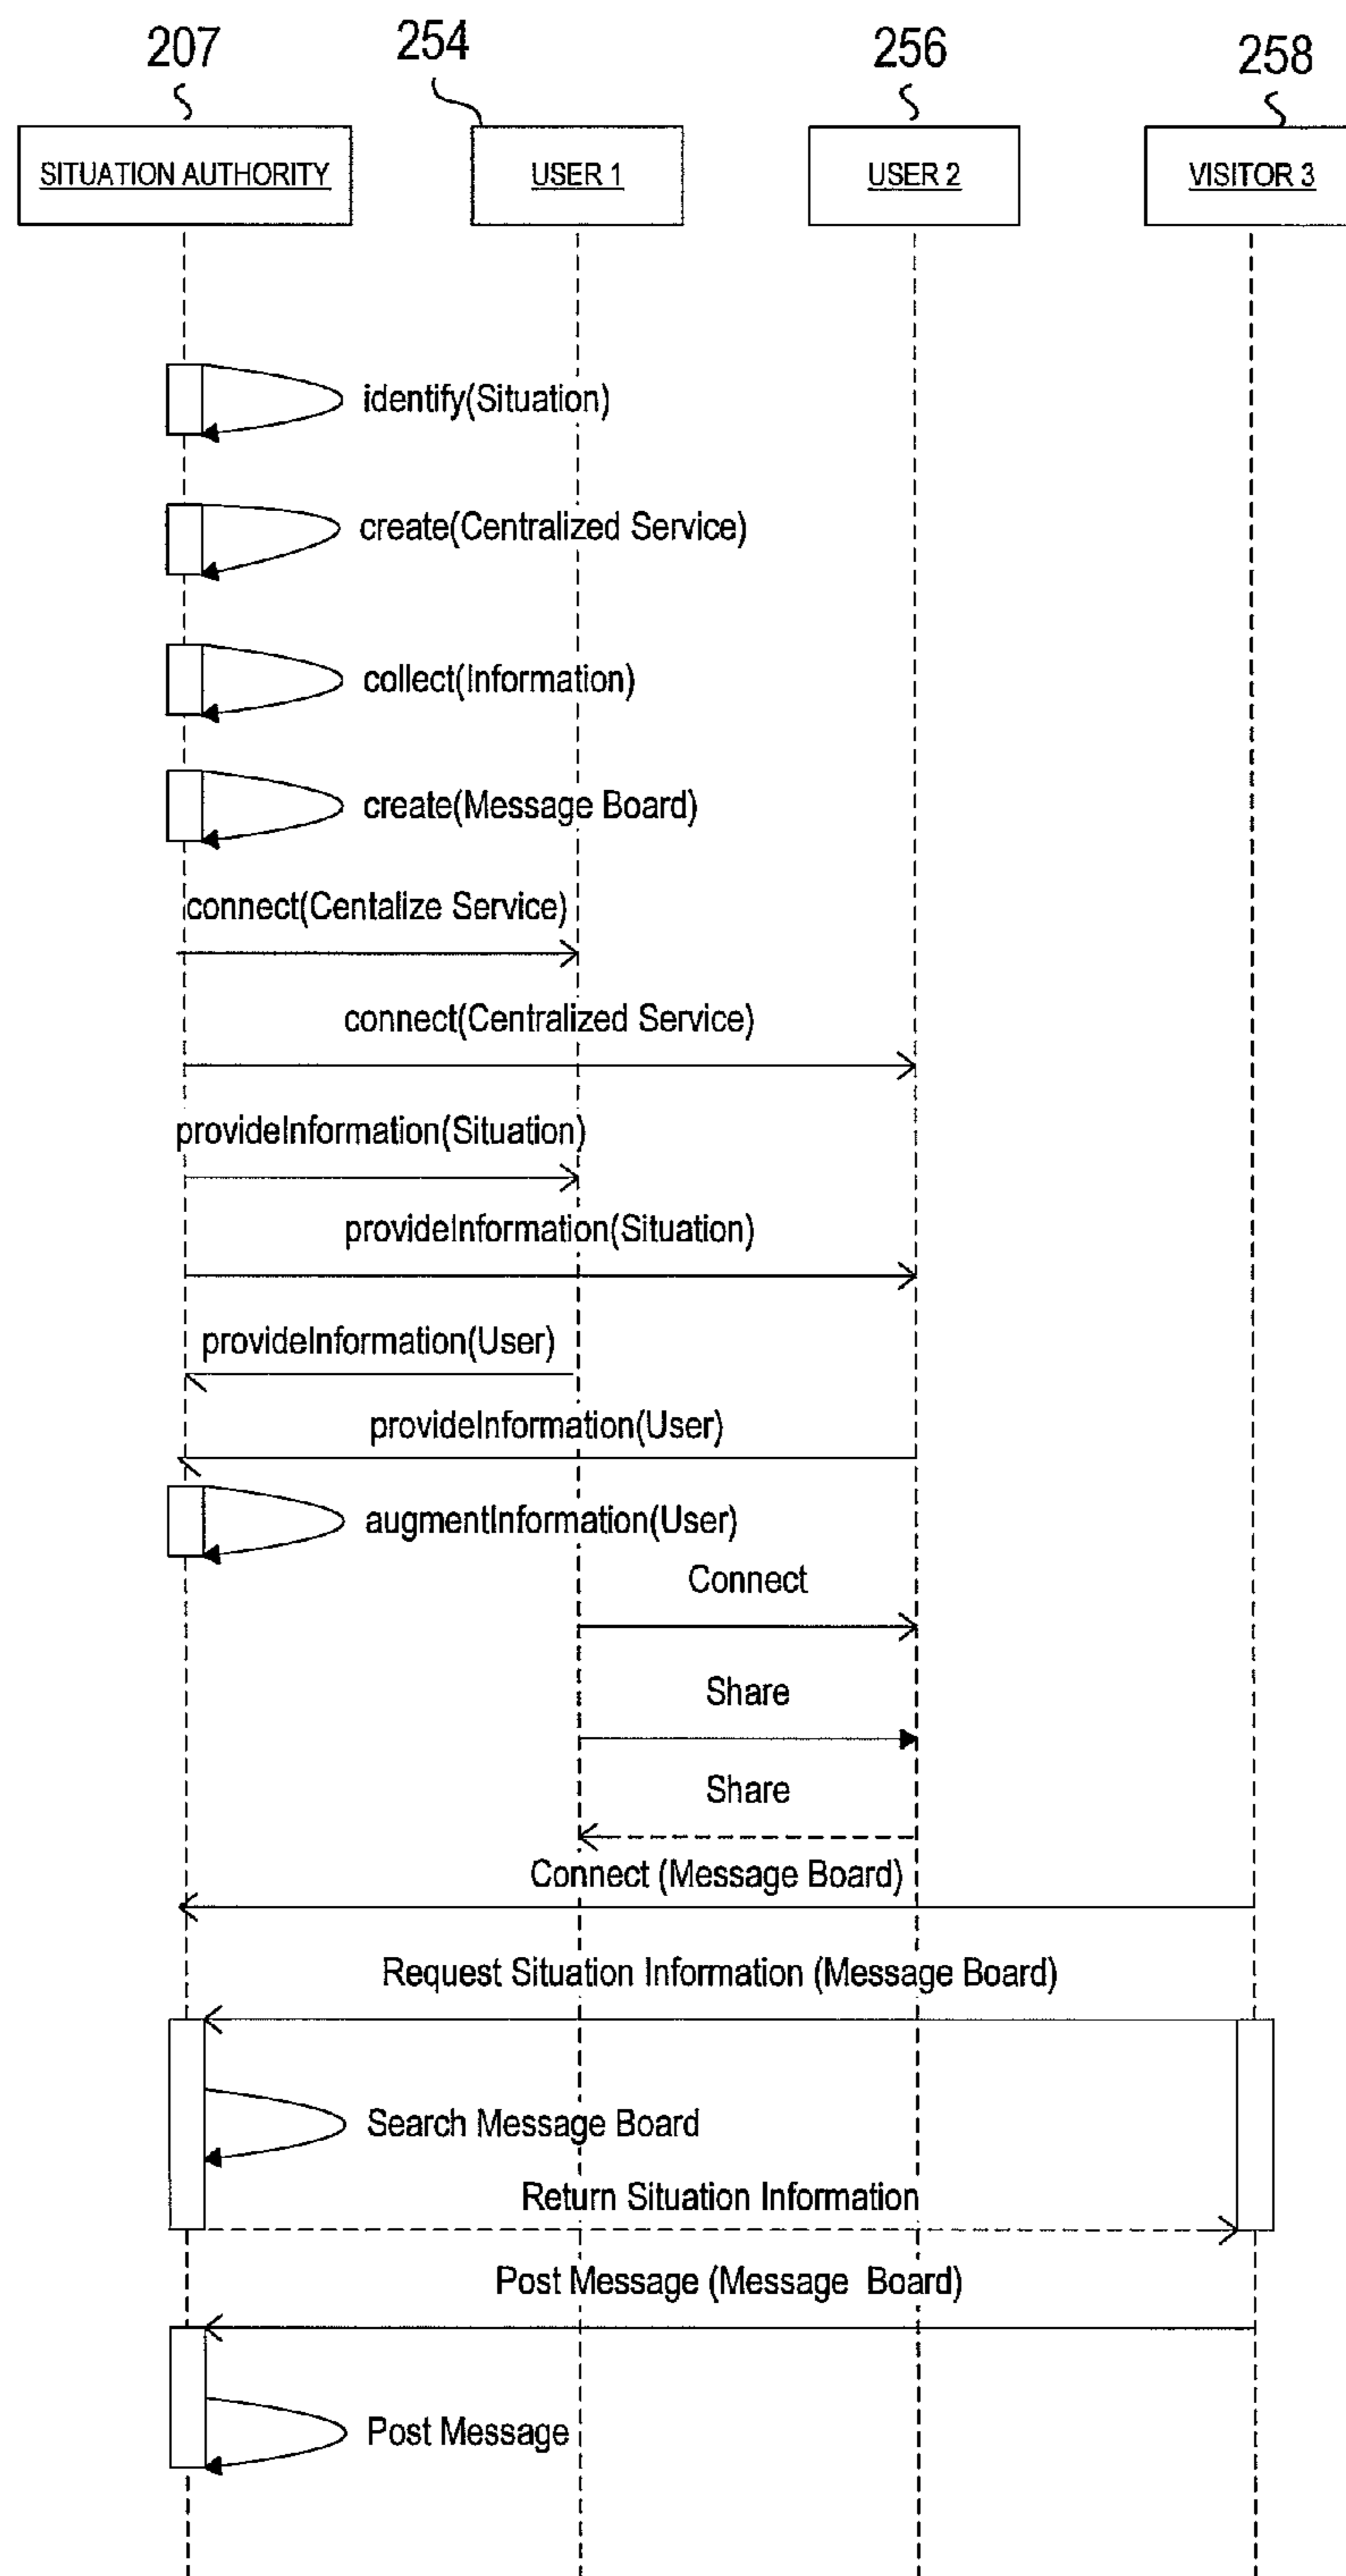 207
254
256
258
SITUATION AUTHORITY
USER 1
USER 2
VISITOR 3
identify(Situation)
create(Centralized Service)
collect(Information)
create(Message Board)
connect(Centalize Service)
connect(Centralized Service)
provideInformation(Situation)
provideInformation(Situation)
provideInformation(User)
provideInformation(User)
augmentInformation(User)
Connect
Share
Share
Connect (Message Board)
Request Situation Information (Message Board)
Search Message Board
Return Situation Information
Post Message (Message Board)
Post Message